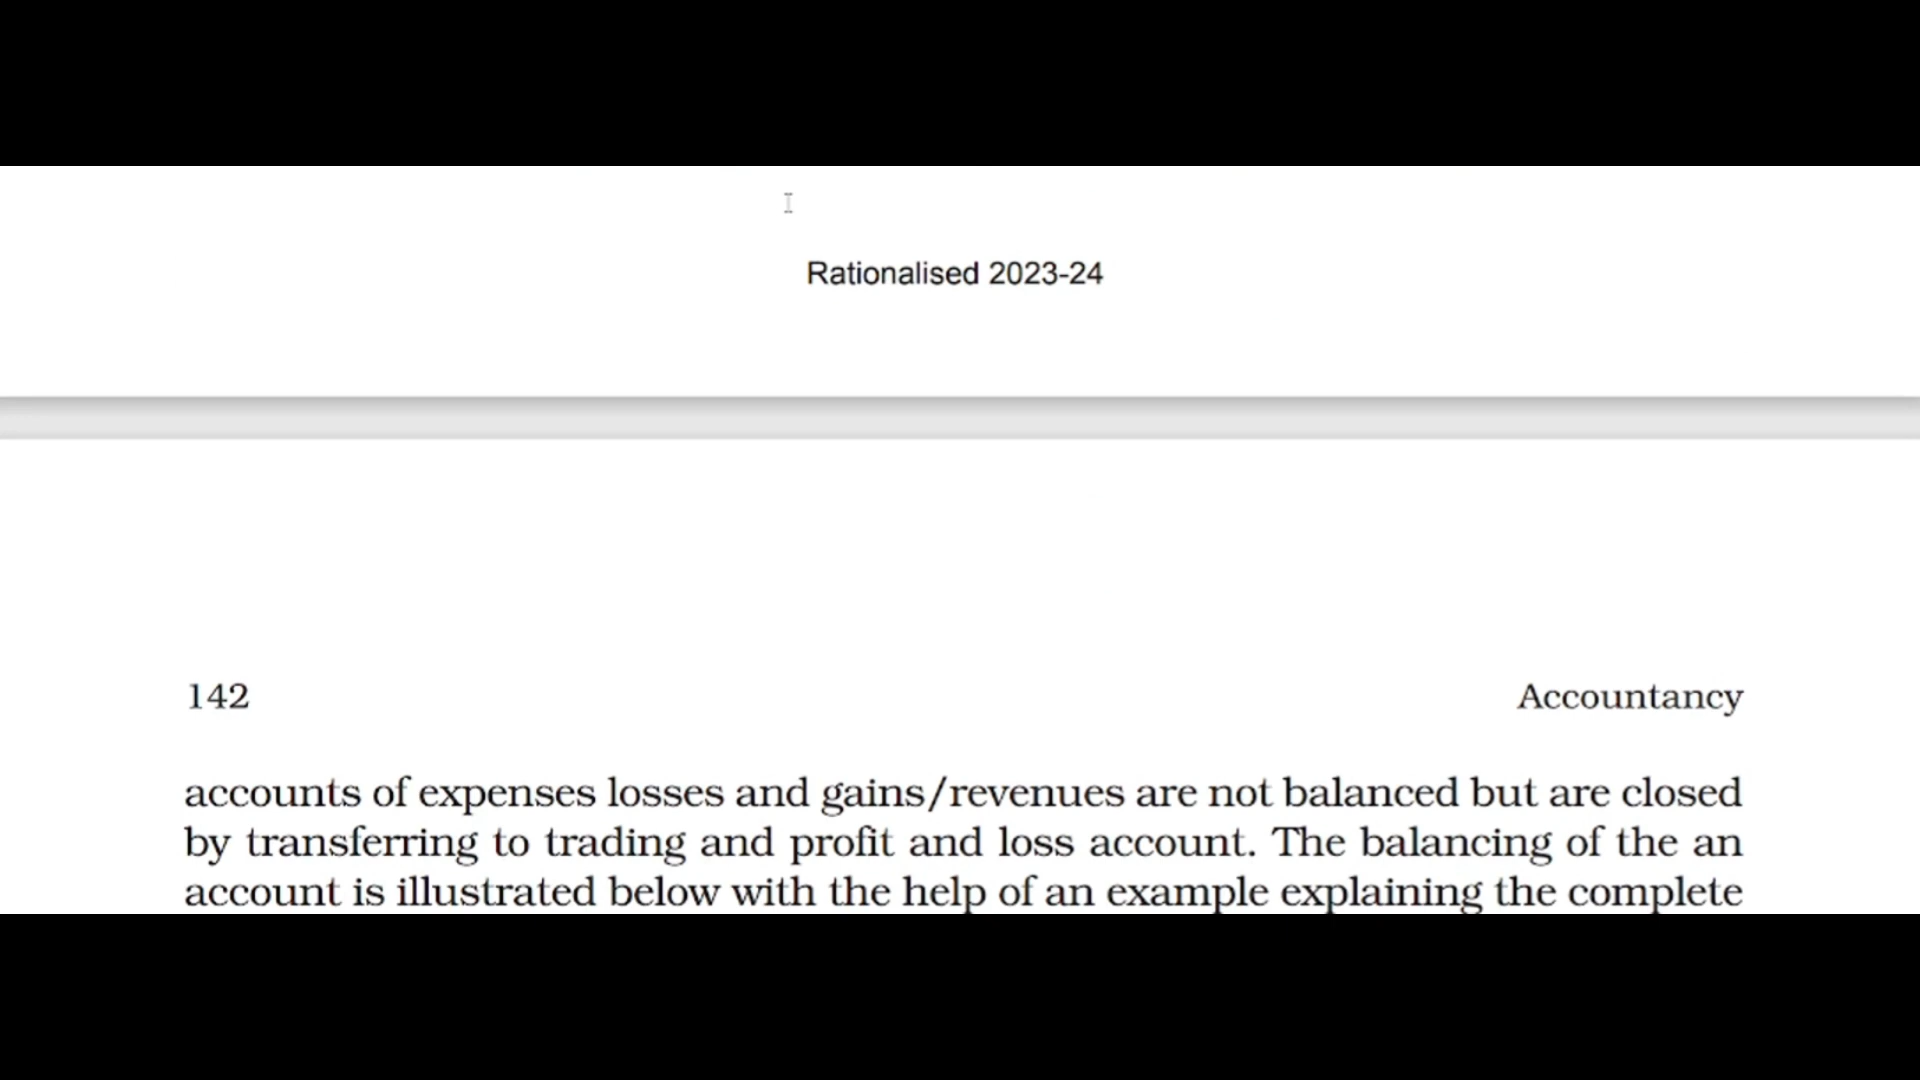 Rationalised 2023-24
142
Accountancy
accounts of expenses losses and gains/revenues are not balanced but are closed
by transferring to trading and profit and loss account. The balancing of the an
account is illustrated below with the help of an example explaining the complete